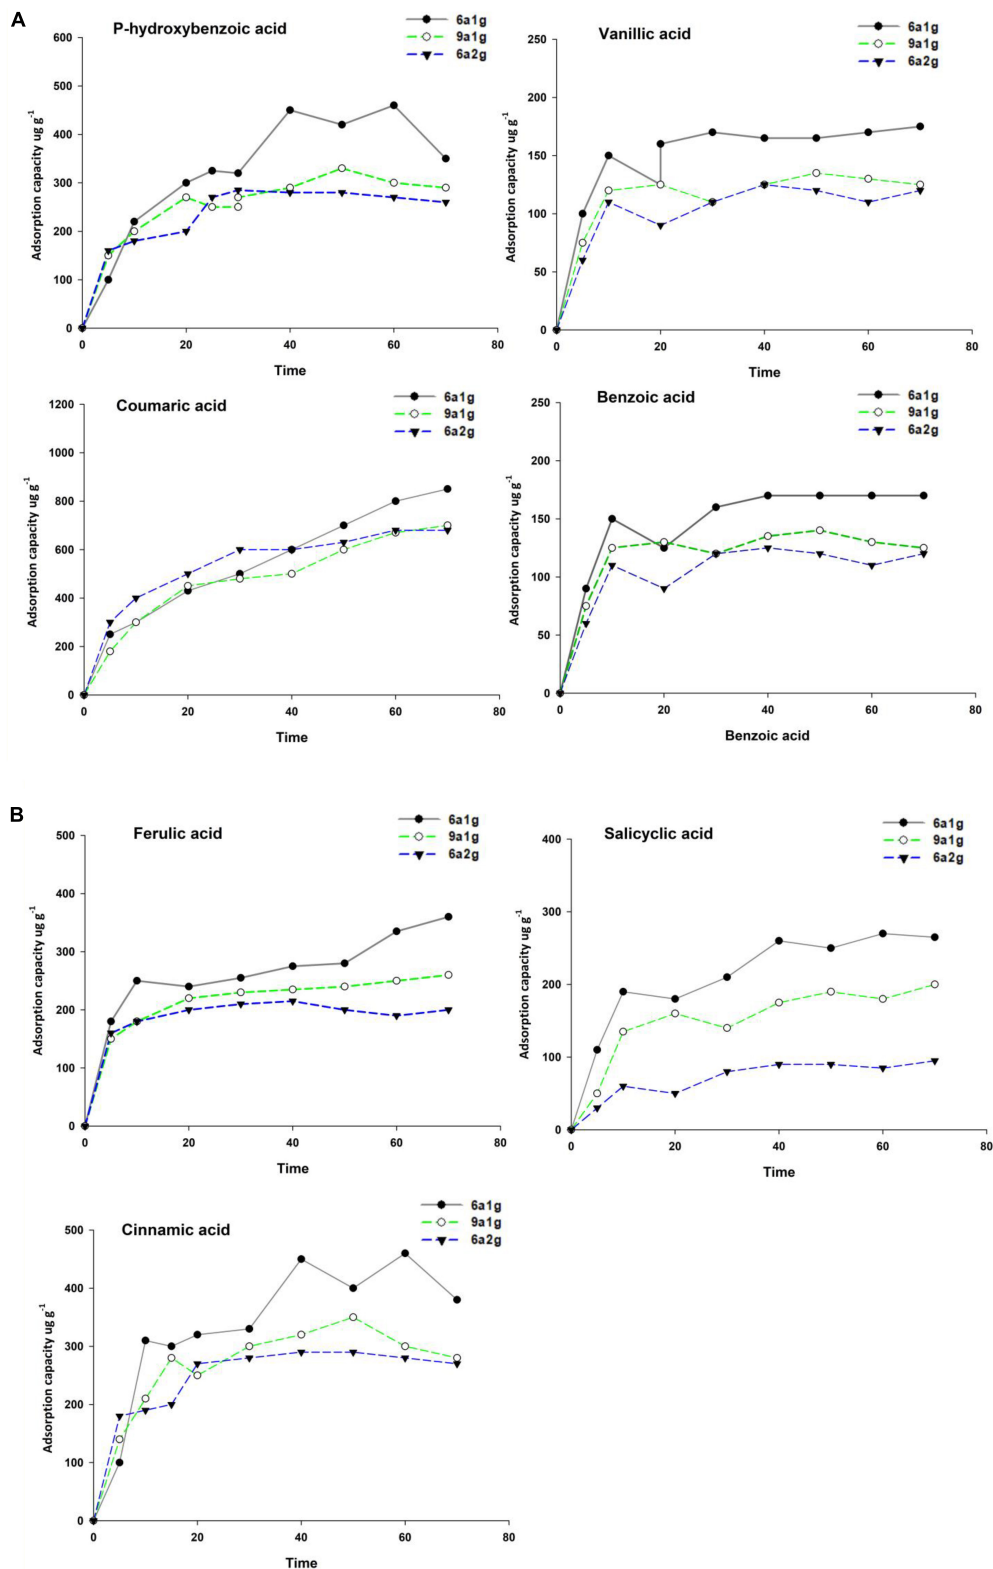 A
P-hydroxybenzoic acid
6a1g
9a1g
6a2g
Adsorption capacity ug g-1
600
500
400
300
200
100
0
0 20 40 60 80
Time
Vanillic acid
6a1g
9a1g
6a2g
Adsorption capacity ug g-1
250
200
150
100
50
0
0 20 40 60 80
Time
Coumaric acid
6a1g
9a1g
6a2g
Adsorption capacity ug g-1
1200
1000
800
600
400
200
0
0 20 40 60 80
Time
Benzoic acid
6a1g
9a1g
6a2g
Adsorption capacity ug g-1
250
200
150
100
50
0
0 20 40 60 80
Benzoic acid
B
Ferulic acid
6a1g
9a1g
6a2g
Adsorption capacity ug g-1
500
400
300
200
100
0
0 20 40 60 80
Time
Salicyclic acid
6a1g
9a1g
6a2g
Adsorption capacity ug g-1
400
300
200
100
0
0 20 40 60 80
Time
Cinnamic acid
6a1g
9a1g
6a2g
Adsorption capacity ug g-1
500
400
300
200
100
0
0 20 40 60 80
Time